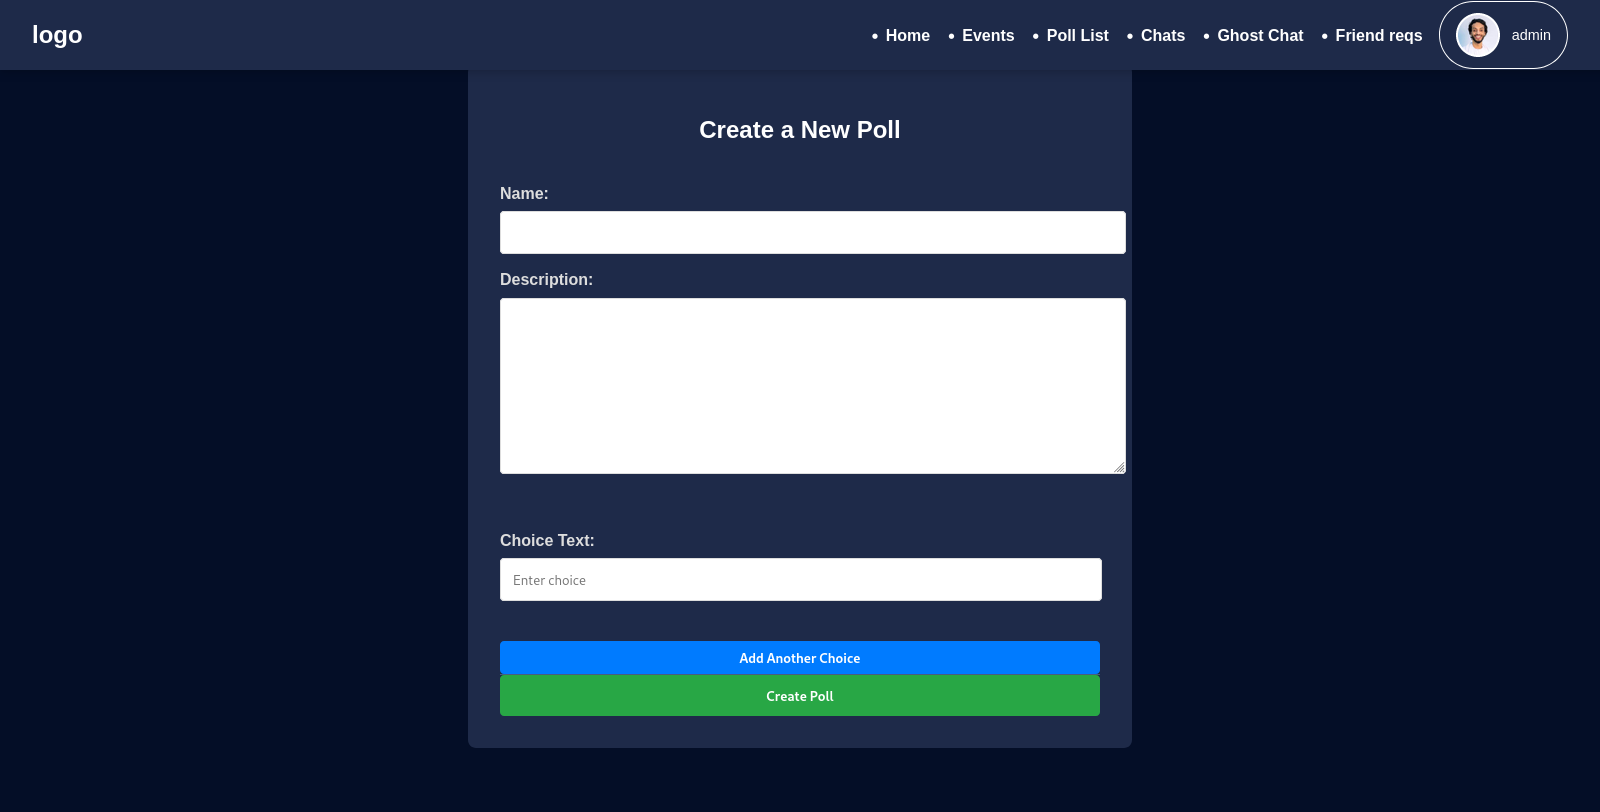 logo
• Home • Events • Poll List • Chats • Ghost Chat • Friend reqs admin
Create a New Poll
Name:
Description:
Choice Text:
Enter choice
Add Another Choice
Create Poll